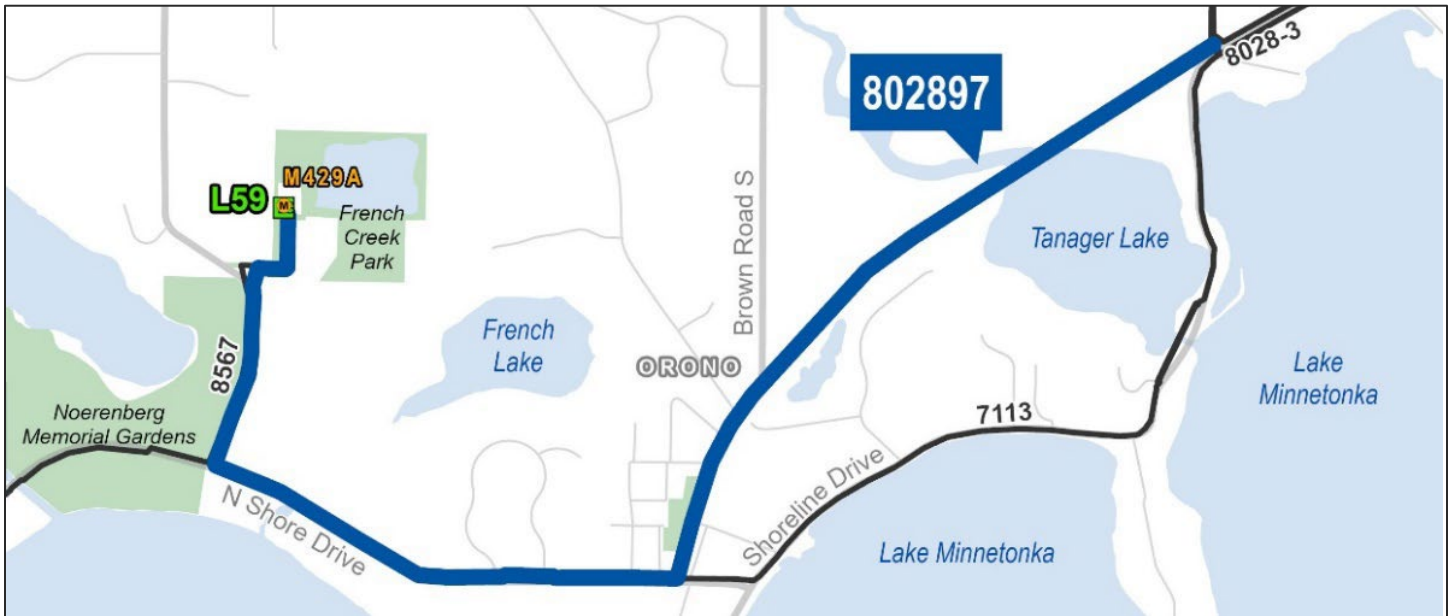 8028-3
802897
M429A
L59
M
French
Creek
Park
Brown Road S
Tanager Lake
French
Lake
ORONO
Lake
Minnetonka
8567
Noerenberg
Memorial Gardens
7113
N Shore Drive
Shoreline Drive
Lake Minnetonka